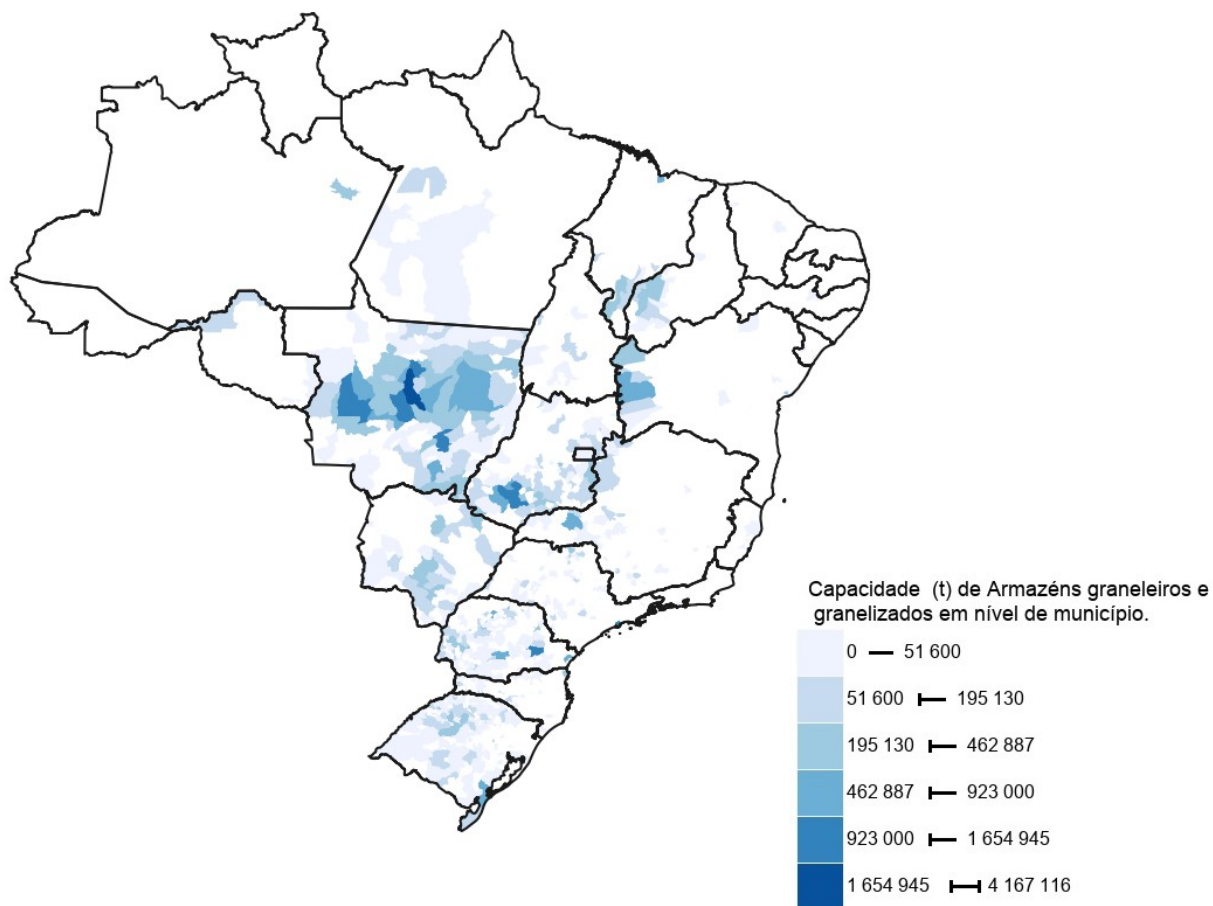 Capacidade (t) de Armazéns graneleiros e
granelizados em nível de município.
0 — 51 600
51 600 ├─ 195 130
195 130 ├─ 462 887
462 887 ├─ 923 000
923 000 ├─ 1 654 945
1 654 945 ├─┤ 4 167 116